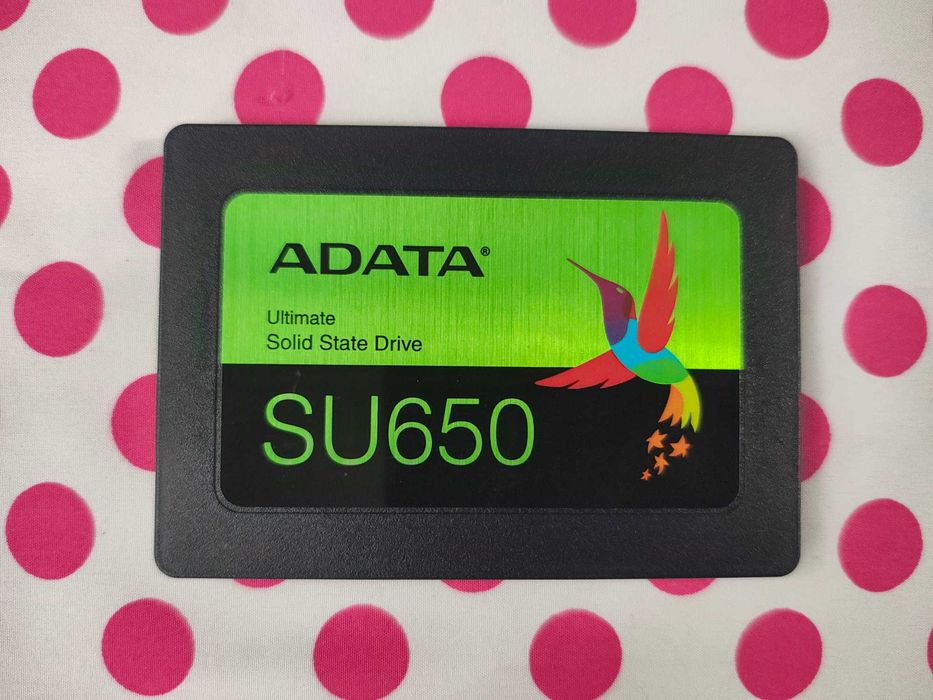 ADATA®
Ultimate
Solid State Drive
SU650